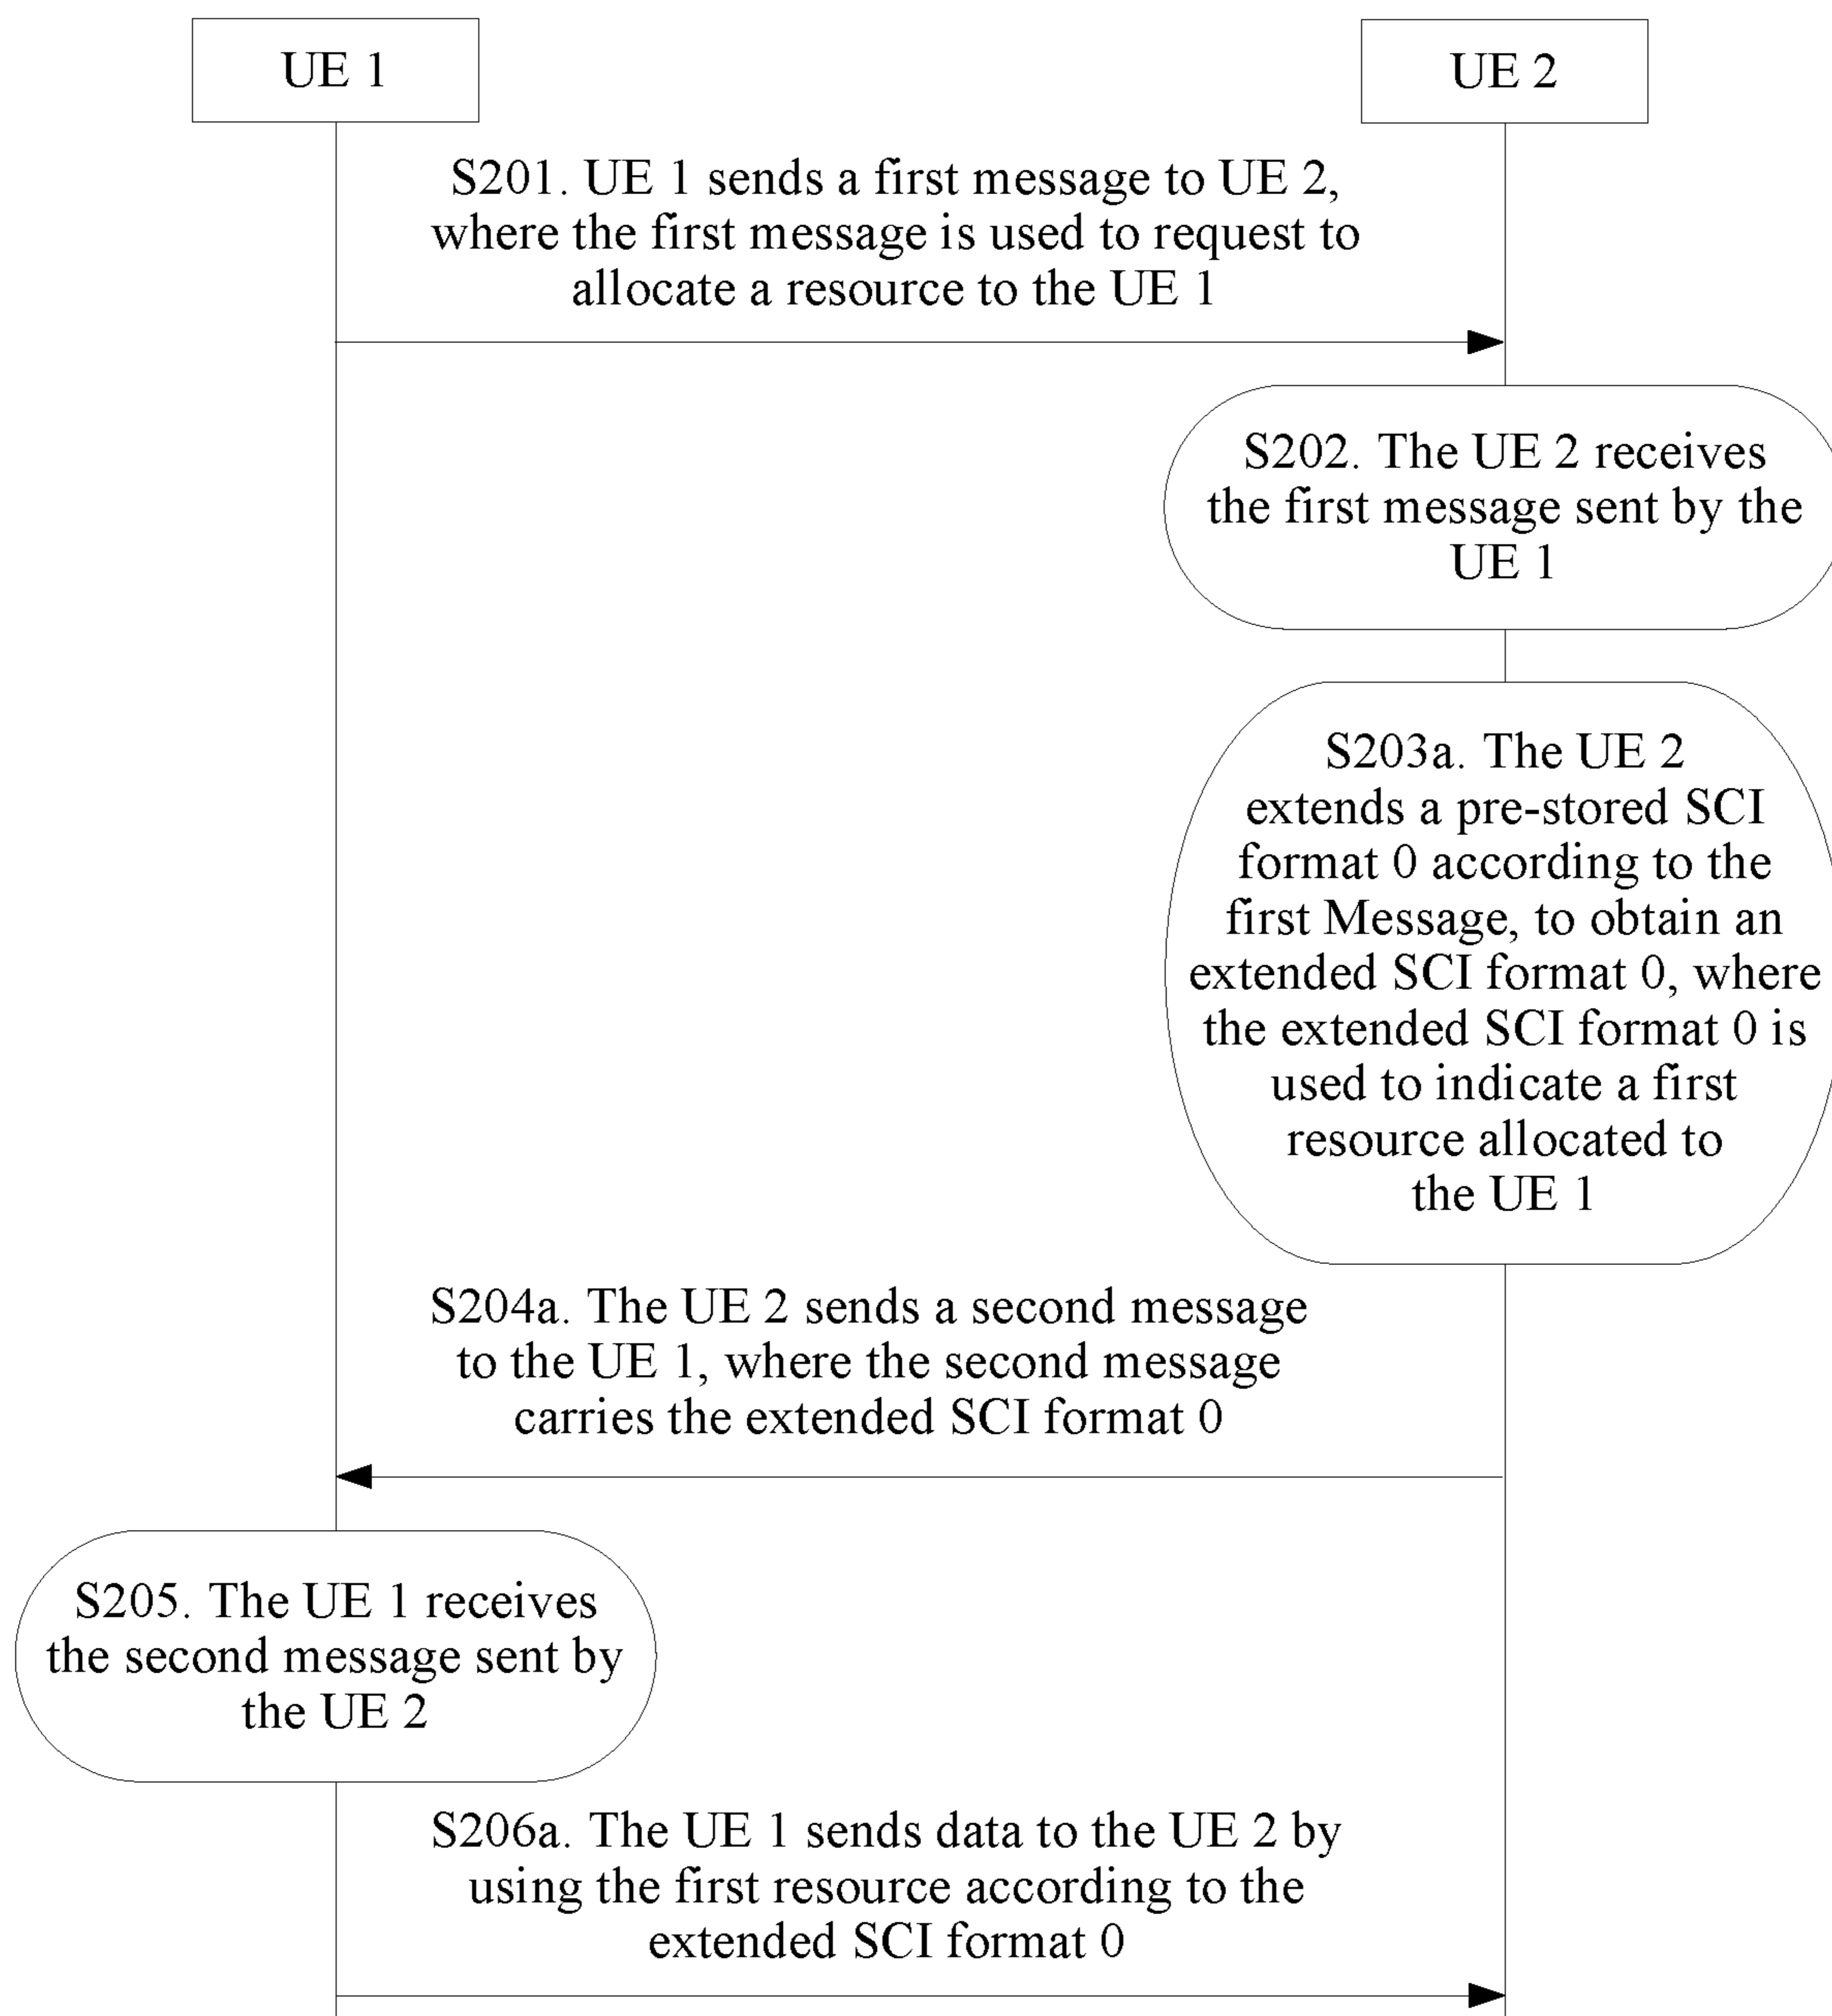 UE 1
UE 2
S201. UE 1 sends a first message to UE 2,
where the first message is used to request to
allocate a resource to the UE 1
S202. The UE 2 receives
the first message sent by the
UE 1
S203a. The UE 2
extends a pre-stored SCI
format 0 according to the
first Message, to obtain an
extended SCI format 0, where
the extended SCI format 0 is
used to indicate a first
resource allocated to
the UE 1
S204a. The UE 2 sends a second message
to the UE 1, where the second message
carries the extended SCI format 0
S205. The UE 1 receives
the second message sent by
the UE 2
S206a. The UE 1 sends data to the UE 2 by
using the first resource according to the
extended SCI format 0